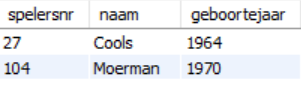 spelersnr naam geboortejaar
27 Cools 1964
104 Moerman 1970